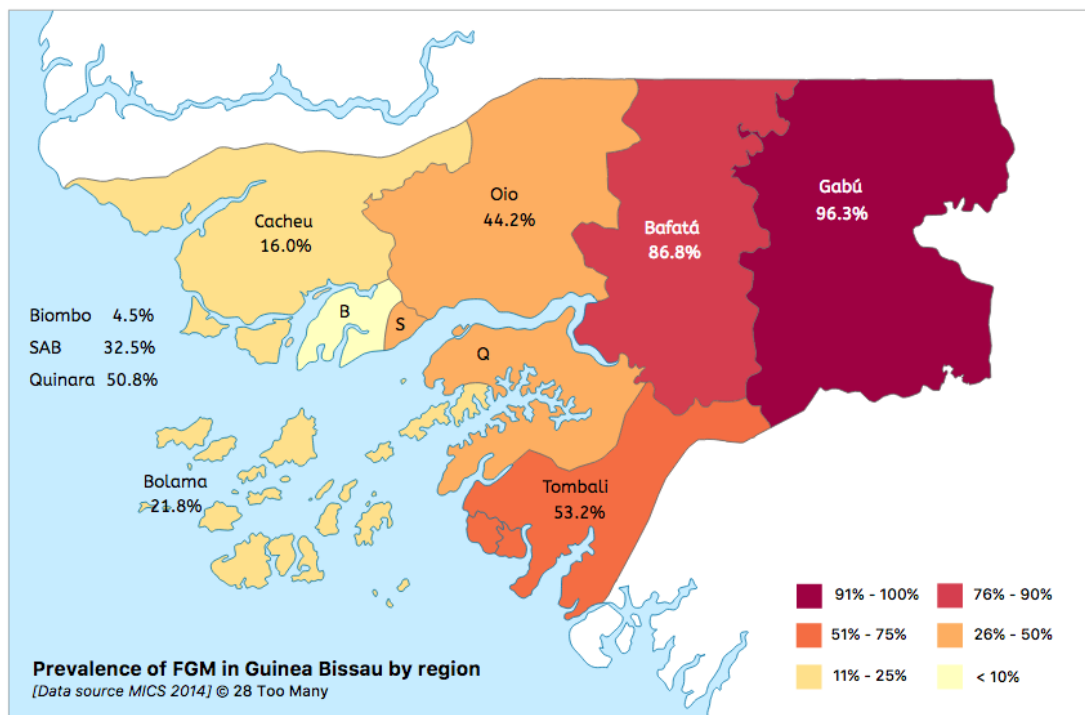 Oio
44.2%
Gabú
96.3%
Cacheu
16.0%
Bafatá
86.8%
B
S
Biombo 4.5%
SAB 32.5%
Quinara 50.8%
Q
Bolama
21.8%
Tombali
53.2%
91% - 100% 76% - 90%
51% - 75% 26% - 50%
11% - 25% < 10%
Prevalence of FGM in Guinea Bissau by region
[Data source MICS 2014] © 28 Too Many